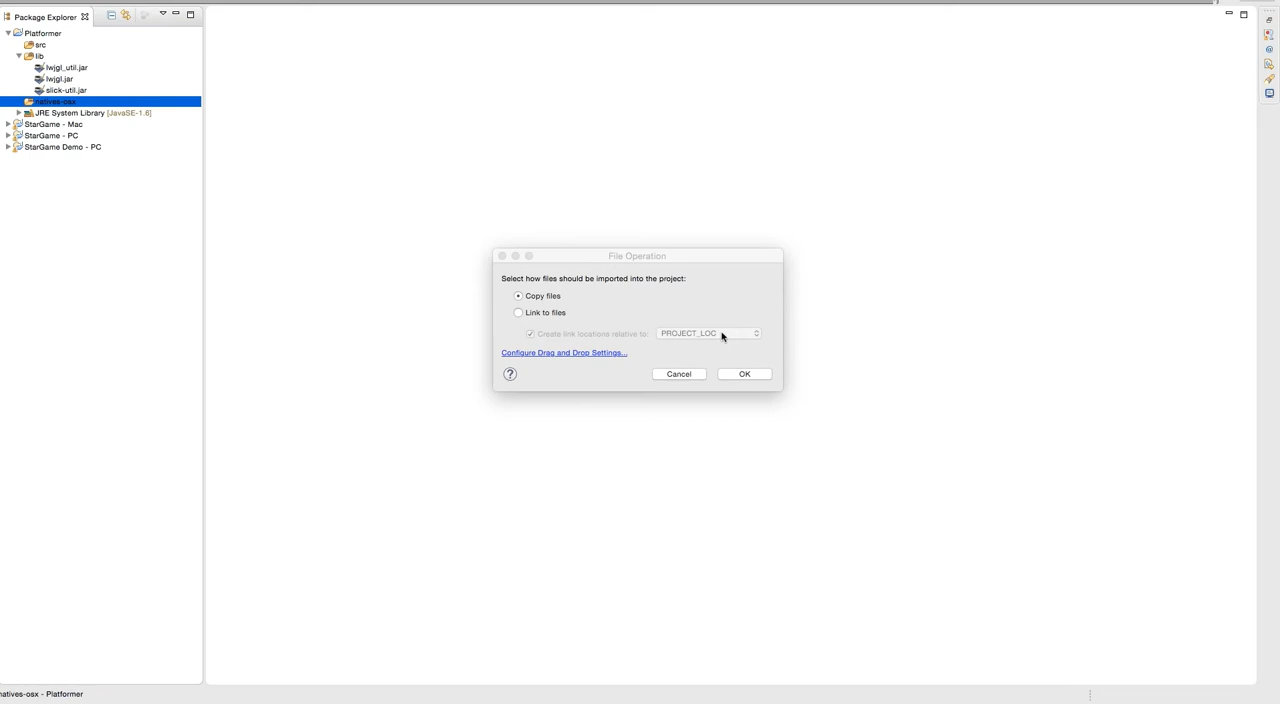 Package Explorer
Platformer
src
lib
lwjgl_util.jar
lwjgl.jar
slick-util.jar
natives-osx
JRE System Library [JavaSE-1.6]
StarGame - Mac
StarGame - PC
StarGame Demo - PC
File Operation
Select how files should be imported into the project:
Copy files
Link to files
Create link locations relative to: PROJECT_LOC
Configure Drag and Drop Settings...
? Cancel OK
natives-osx - Platformer